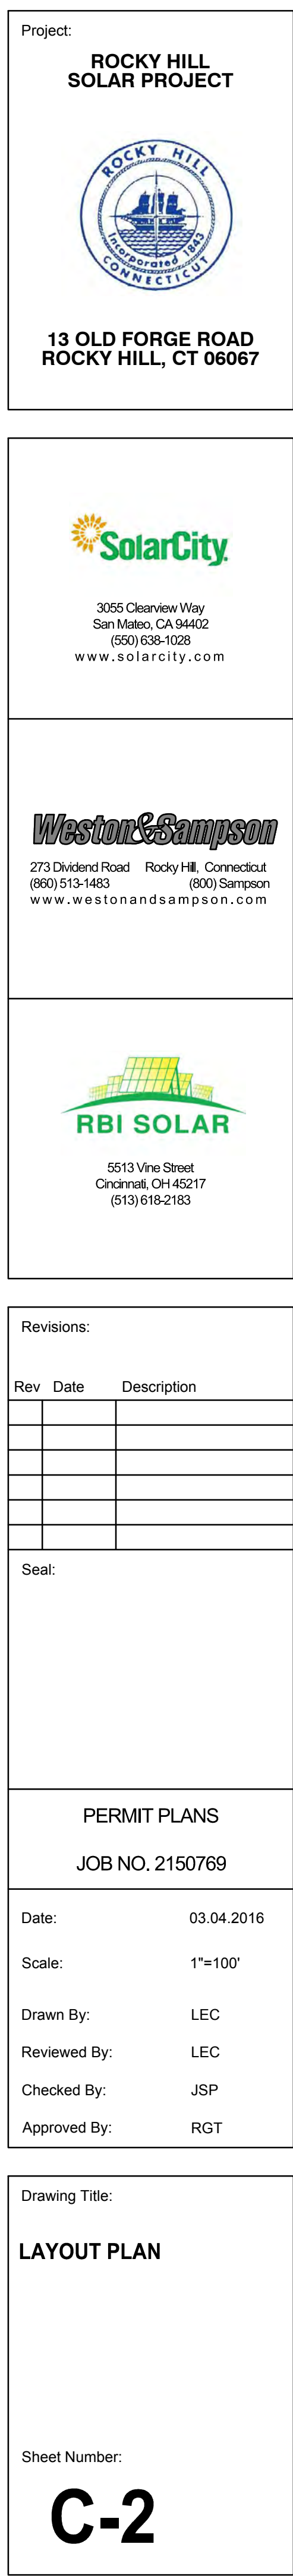 Project:
ROCKY HILL
SOLAR PROJECT
ROCKY HILL
Incorporated 1843
CONNECTICUT
13 OLD FORGE ROAD
ROCKY HILL, CT 06067
SolarCity.
3055 Clearview Way
San Mateo, CA 94402
(550) 638-1028
www.solarcity.com
Weston&Sampson
273 Dividend Road Rocky Hill, Connecticut
(860) 513-1483 (800) Sampson
www.westonandsampson.com
RBI SOLAR
5513 Vine Street
Cincinnati, OH 45217
(513) 618-2183
Revisions:
Rev Date Description
Seal:
PERMIT PLANS
JOB NO. 2150769
Date: 03.04.2016
Scale: 1"=100'
Drawn By: LEC
Reviewed By: LEC
Checked By: JSP
Approved By: RGT
Drawing Title:
LAYOUT PLAN
Sheet Number:
C-2